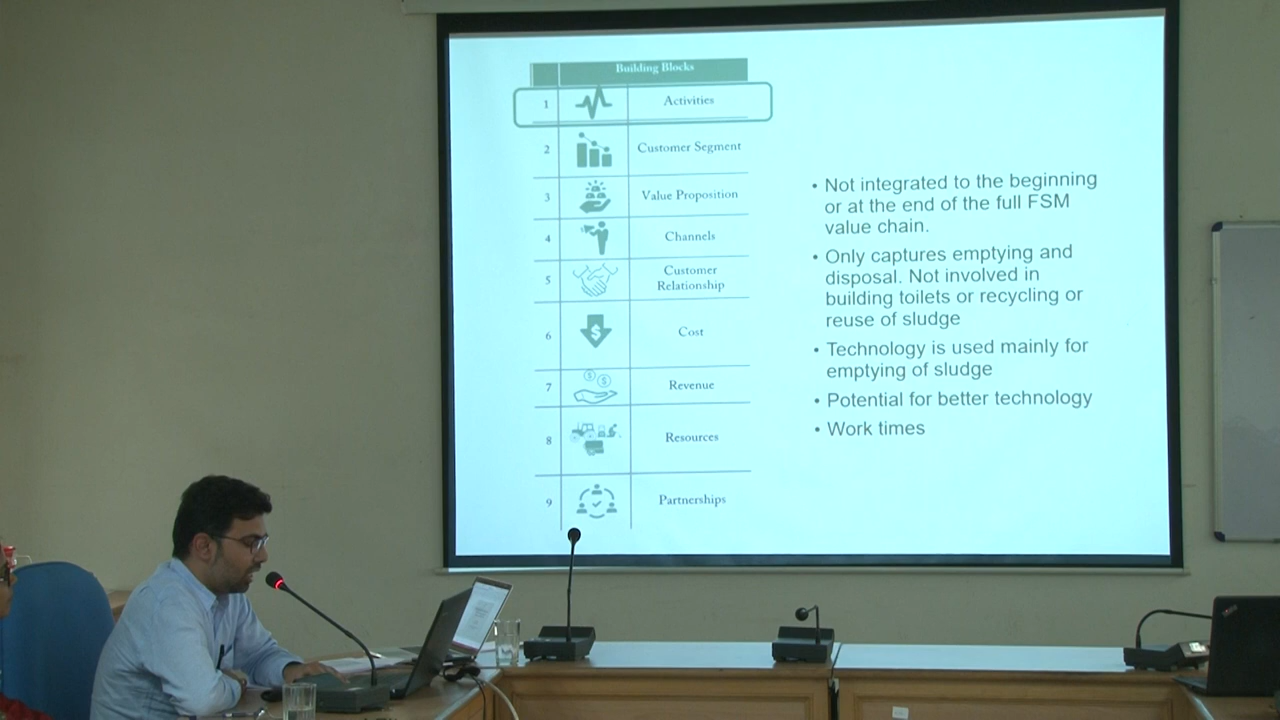 Building Blocks
1 Activities
2 Customer Segment
3 Value Proposition
4 Channels
5 Customer
Relationship
6 Cost
7 Revenue
8 Resources
9 Partnerships
• Not integrated to the beginning
or at the end of the full FSM
value chain.
• Only captures emptying and
disposal. Not involved in
building toilets or recycling or
reuse of sludge
• Technology is used mainly for
emptying of sludge
• Potential for better technology
• Work times